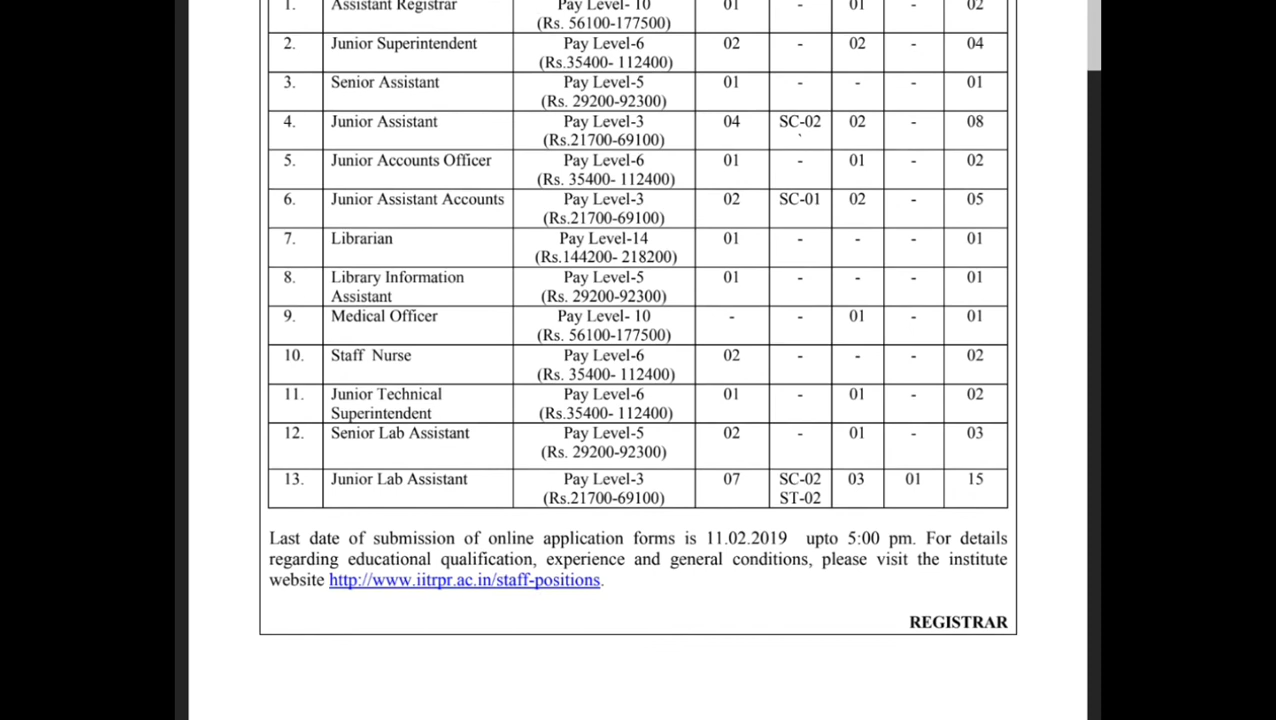 1. Assistant Registrar Pay Level- 10 01 - 01 - 02
(Rs. 56100-177500)
2. Junior Superintendent Pay Level-6 02 - 02 - 04
(Rs.35400- 112400)
3. Senior Assistant Pay Level-5 01 - - - 01
(Rs. 29200-92300)
4. Junior Assistant Pay Level-3 04 SC-02 02 - 08
(Rs.21700-69100) `
5. Junior Accounts Officer Pay Level-6 01 - 01 - 02
(Rs. 35400- 112400)
6. Junior Assistant Accounts Pay Level-3 02 SC-01 02 - 05
(Rs.21700-69100)
7. Librarian Pay Level-14 01 - - - 01
(Rs.144200- 218200)
8. Library Information Pay Level-5 01 - - - 01
Assistant (Rs. 29200-92300)
9. Medical Officer Pay Level- 10 - - 01 - 01
(Rs. 56100-177500)
10. Staff Nurse Pay Level-6 02 - - - 02
(Rs. 35400- 112400)
11. Junior Technical Pay Level-6 01 - 01 - 02
Superintendent (Rs.35400- 112400)
12. Senior Lab Assistant Pay Level-5 02 - 01 - 03
(Rs. 29200-92300)
13. Junior Lab Assistant Pay Level-3 07 SC-02 03 01 15
(Rs.21700-69100) ST-02
Last date of submission of online application forms is 11.02.2019 upto 5:00 pm. For details
regarding educational qualification, experience and general conditions, please visit the institute
website http://www.iitrpr.ac.in/staff-positions.
REGISTRAR